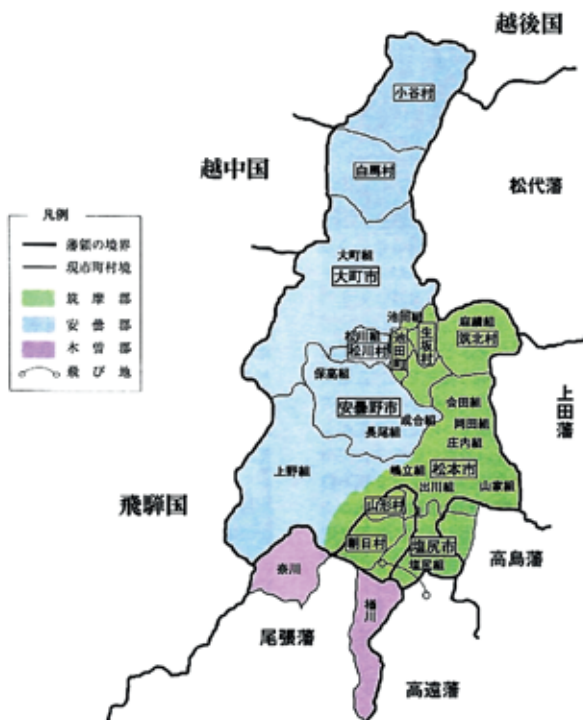 越後国
小谷村
越中国
白馬村
松代藩
凡例
藩領の境界
現市町村境
筑摩郡
安曇郡
木曽郡
飛び地
大町組
大町市
池田組
生坂村
麻績組
筑北村
松川組
松川村
池田町
保高組
会田組
上田藩
安曇野市
成合組
岡田組
長尾組
庄内組
上野組
嶋立組
松本市
出川組
山家組
飛騨国
山形村
朝日村
塩尻市
塩尻組
高島藩
奈川
楢川
尾張藩
高遠藩